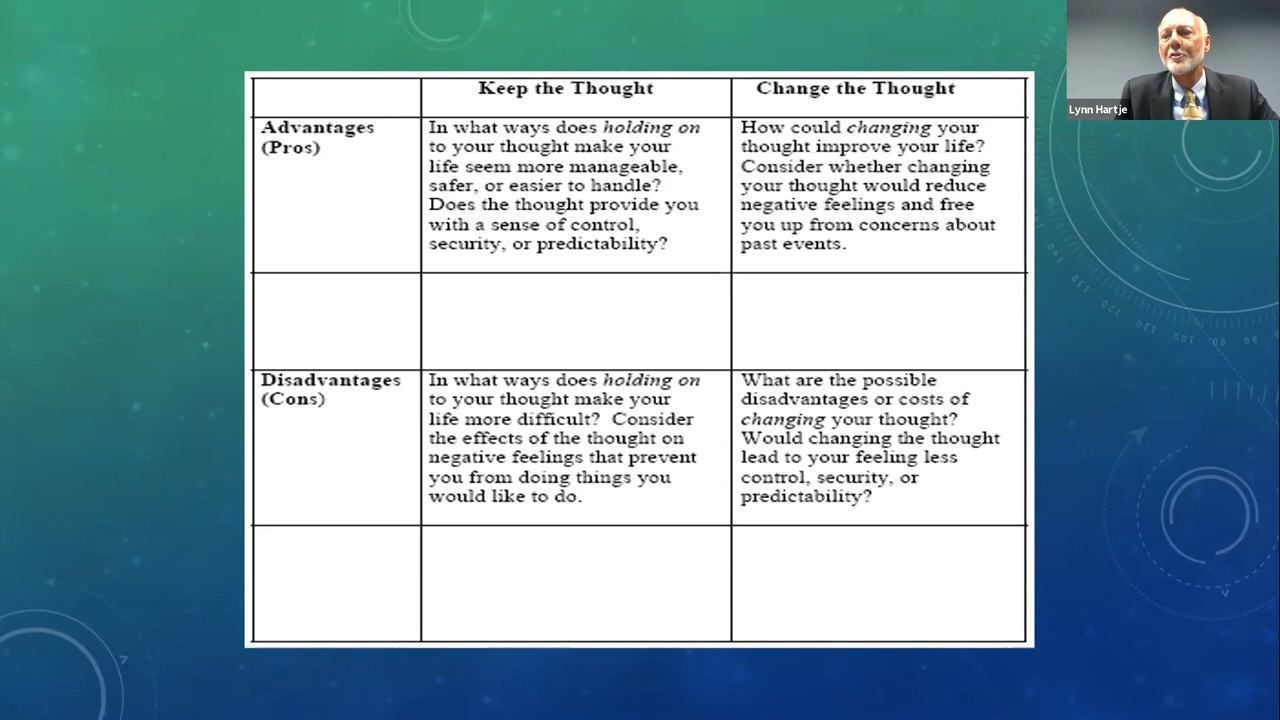 Lynn Hartje
Keep the Thought
Change the Thought
Advantages
(Pros)
In what ways does holding on
to your thought make your
life seem more manageable,
safer, or easier to handle?
Does the thought provide you
with a sense of control,
security, or predictability?
How could changing your
thought improve your life?
Consider whether changing
your thought would reduce
negative feelings and free
you up from concerns about
past events.
Disadvantages
(Cons)
In what ways does holding on
to your thought make your
life more difficult? Consider
the effects of the thought on
negative feelings that prevent
you from doing things you
would like to do.
What are the possible
disadvantages or costs of
changing your thought?
Would changing the thought
lead to your feeling less
control, security, or
predictability?